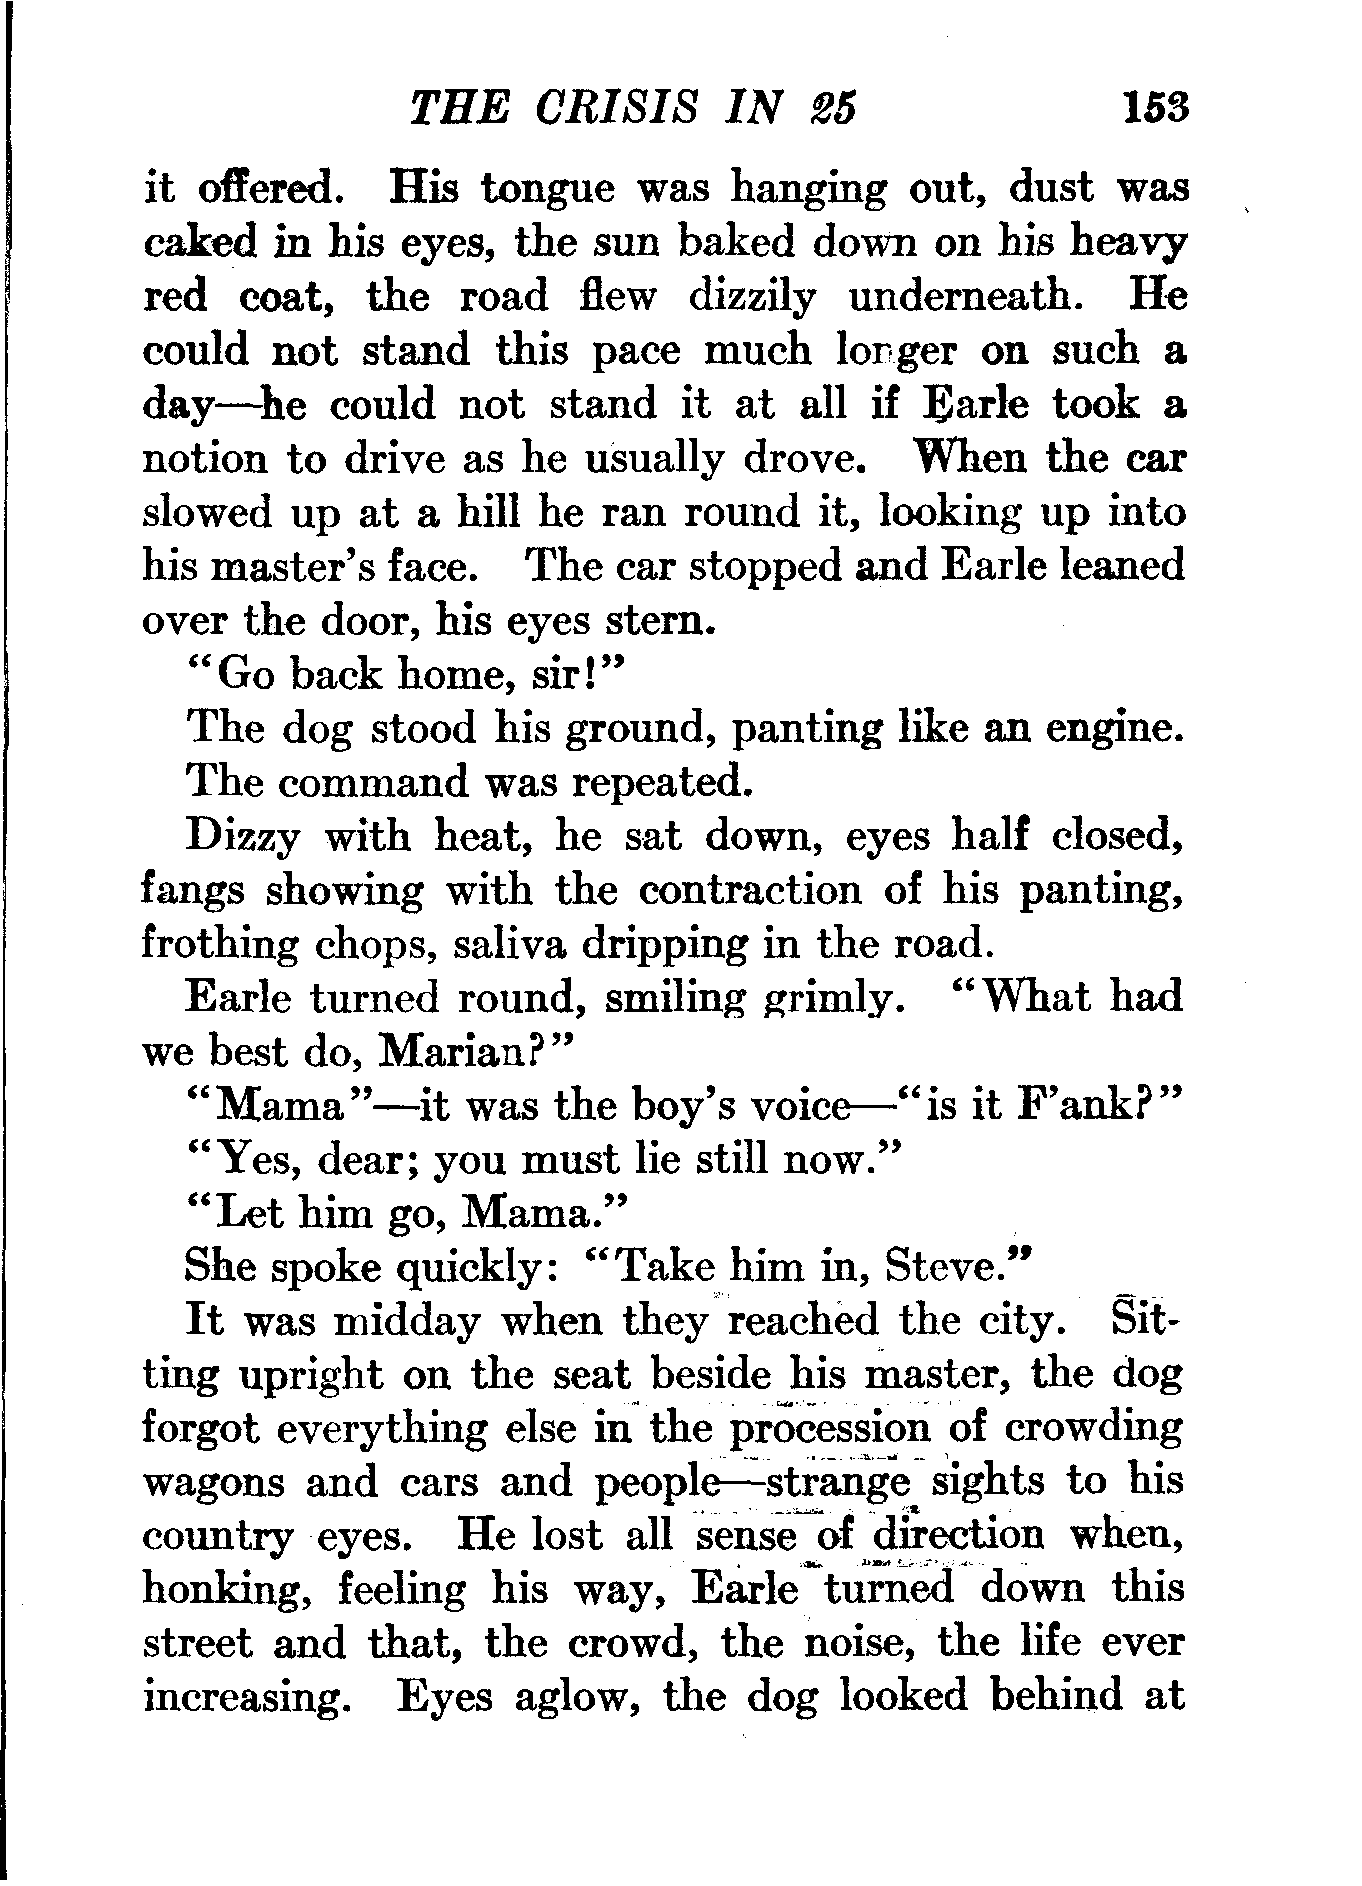 THE CRISIS IN 25 153
it offered. His tongue was hanging out, dust was
caked in his eyes, the sun baked down on his heavy
red coat, the road flew dizzily underneath. He
could not stand this pace much longer on such a
day—he could not stand it at all if Earle took a
notion to drive as he usually drove. When the car
slowed up at a hill he ran round it, looking up into
his master's face. The car stopped and Earle leaned
over the door, his eyes stern.
"Go back home, sir!"
The dog stood his ground, panting like an engine.
The command was repeated.
Dizzy with heat, he sat down, eyes half closed,
fangs showing with the contraction of his panting,
frothing chops, saliva dripping in the road.
Earle turned round, smiling grimly. "What had
we best do, Marian?"
"Mama"—it was the boy's voice—"is it F'ank?"
"Yes, dear; you must lie still now."
"Let him go, Mama."
She spoke quickly: "Take him in, Steve."
It was midday when they reached the city. Sit-
ting upright on the seat beside his master, the dog
forgot everything else in the procession of crowding
wagons and cars and people—strange sights to his
country eyes. He lost all sense of direction when,
honking, feeling his way, Earle turned down this
street and that, the crowd, the noise, the life ever
increasing. Eyes aglow, the dog looked behind at